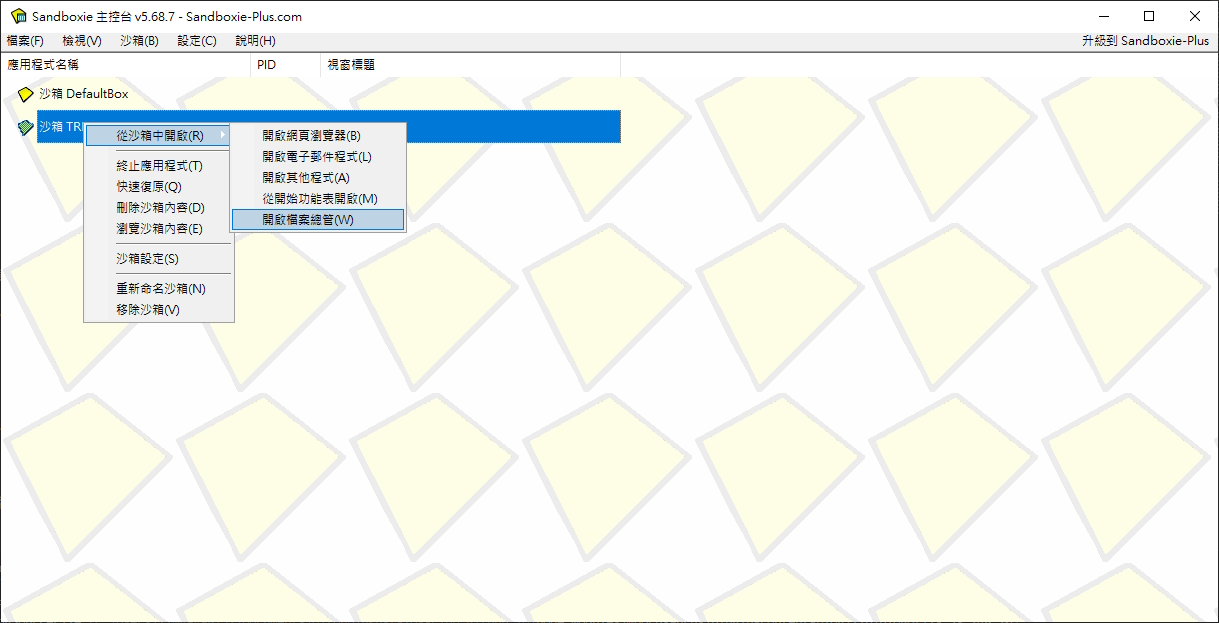 Sandboxie 主控台 v5.68.7 - Sandboxie-Plus.com
檔案(F) 檢視(V) 沙箱(B) 設定(C) 說明(H) 升級到 Sandboxie-Plus
應用程式名稱 PID 視窗標題
沙箱 DefaultBox
沙箱 TR
從沙箱中開啟(R)
終止應用程式(T)
快速復原(Q)
刪除沙箱內容(D)
瀏覽沙箱內容(E)
沙箱設定(S)
重新命名沙箱(N)
移除沙箱(V)
開啟網頁瀏覽器(B)
開啟電子郵件程式(L)
開啟其他程式(A)
從開始功能表開啟(M)
開啟檔案總管(W)